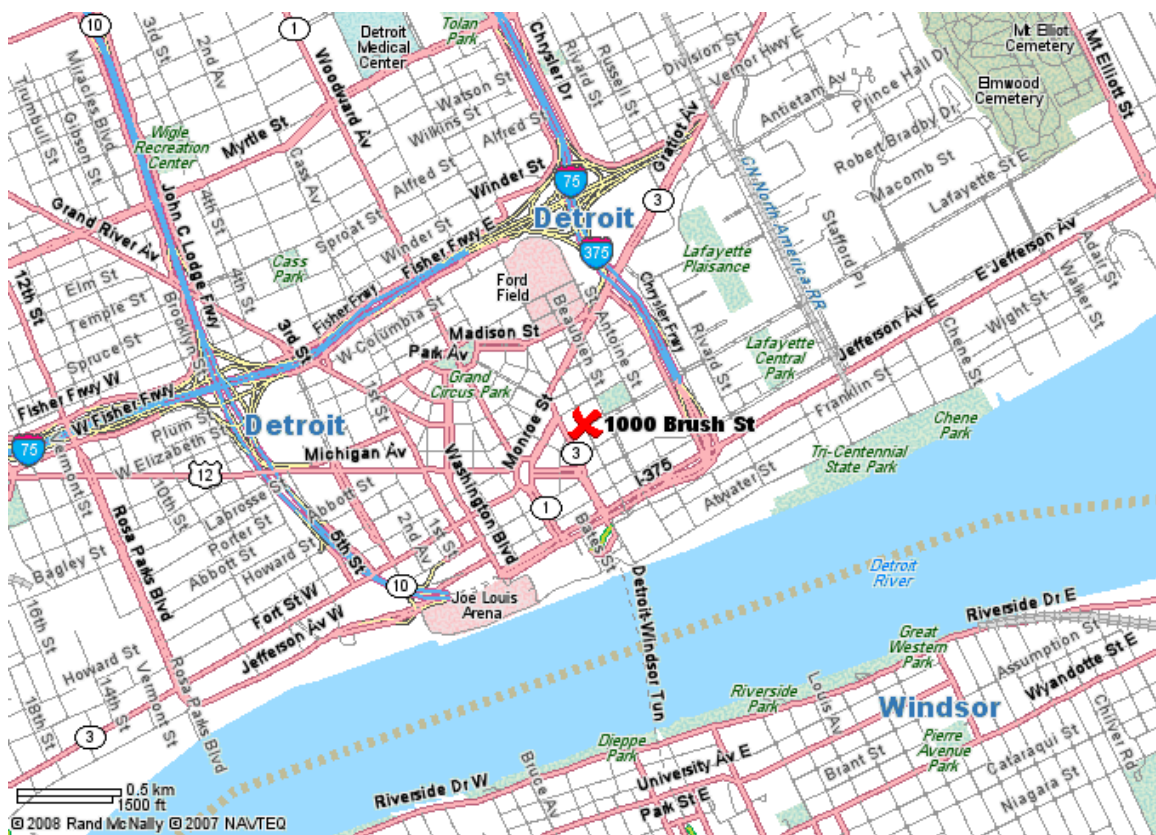 10
3rd St
2nd Av
1
Detroit
Medical
Center
Tolan
Park
Chrysler Dr
Rivard St
Russell St
Division St
Vernor Hwy E
Mt Elliot
Cemetery
Elmwood
Cemetery
Mt Elliott St
Trumbull St
Gibson St
Miracles Blvd
Woodward Av
Watson St
Wilkins St
Alfred St
Antietam Av
Prince Hall Dr
Wigle
Recreation
Center
Myrtle St
Cass Av
Alfred St
Winder St
75
Gratiot Av
3
CN North America RR
Robert Bradby Dr
Macomb St
Lafayette St E
Grand River Av
John C Lodge Frwy
4th St
Sproat St
Winder St
Fisher Frwy E
Detroit
375
Lafayette
Plaisance
Stafford Pl
E Jefferson Av
Adair St
12th St
Elm St
Temple St
Spruce St
Brooklyn St
4th St
Cass
Park
Fisher Frwy
3rd St
W Columbia St
Ford
Field
Beaubien St
St. Antoine St
Chrysler Frwy
Rivard St
Walker St
Wight St
Chene St
Jefferson Av E
Lafayette
Central
Park
Madison St
Park Av
Grand
Circus Park
1st St
Fisher Frwy W
W Fisher Frwy
Franklin St
Detroit
Plum St
W Elizabeth St
Michigan Av
Monroe St
1000 Brush St
3
Chene
Park
Tri-Centennial
State Park
75
Vermont St
12
10th St
Labrosse St
Porter St
Abbott St
Abbott St
Howard St
5th St
2nd Av
1st St
Washington Blvd
1
I-375
Atwater St
Bates St
Bagley St
Rosa Parks Blvd
10
Joe Louis
Arena
Fort St W
Jefferson Av W
Detroit-Windsor Tun
Detroit
River
Riverside Dr E
16th St
Howard St
18th St
14th St
Vermont St
Rosa Parks Blvd
3
Great
Western
Park
Assumption St
Wyandotte St E
Riverside
Park
Louis Av
Windsor
Pierre
Avenue
Park
Chilver Rd
Dieppe
Park
University Av E
Brant St
Cataraqui St
Niagara St
Riverside Dr W
Bruce Av
Park St E
0.5 km
1500 ft
© 2008 Rand McNally © 2007 NAVTEQ